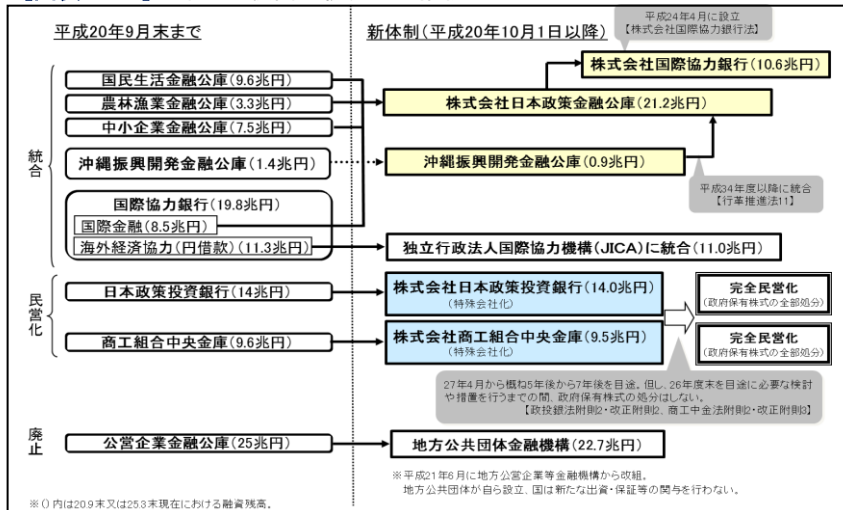 平成20年9月末まで
新体制(平成20年10月1日以降)
平成24年4月に設立
【株式会社国際協力銀行法】
株式会社国際協力銀行(10.6兆円)
統合
国民生活金融公庫(9.6兆円)
農林漁業金融公庫(3.3兆円)
中小企業金融公庫(7.5兆円)
株式会社日本政策金融公庫(21.2兆円)
沖縄振興開発金融公庫(1.4兆円)
沖縄振興開発金融公庫(0.9兆円)
平成34年度以降に統合
【行革推進法11】
国際協力銀行(19.8兆円)
国際金融(8.5兆円)
海外経済協力(円借款)(11.3兆円)
独立行政法人国際協力機構(JICA)に統合(11.0兆円)
民営化
日本政策投資銀行(14兆円)
株式会社日本政策投資銀行(14.0兆円)
(特殊会社化)
完全民営化
(政府保有株式の全部処分)
商工組合中央金庫(9.6兆円)
株式会社商工組合中央金庫(9.5兆円)
(特殊会社化)
完全民営化
(政府保有株式の全部処分)
27年4月から概ね5年後から7年後を目途。但し、26年度末を目途に必要な検討
や措置を行うまでの間、政府保有株式の処分はしない。
【政投銀法附則2・改正附則2、商工中金法附則2・改正附則3】
廃止
公営企業金融公庫(25兆円)
地方公共団体金融機構(22.7兆円)
※平成21年6月に地方公営企業等金融機構から改組。
地方公共団体が自ら設立、国は新たな出資・保証等の関与を行わない。
※()内は20.9末又は25.3末現在における融資残高。